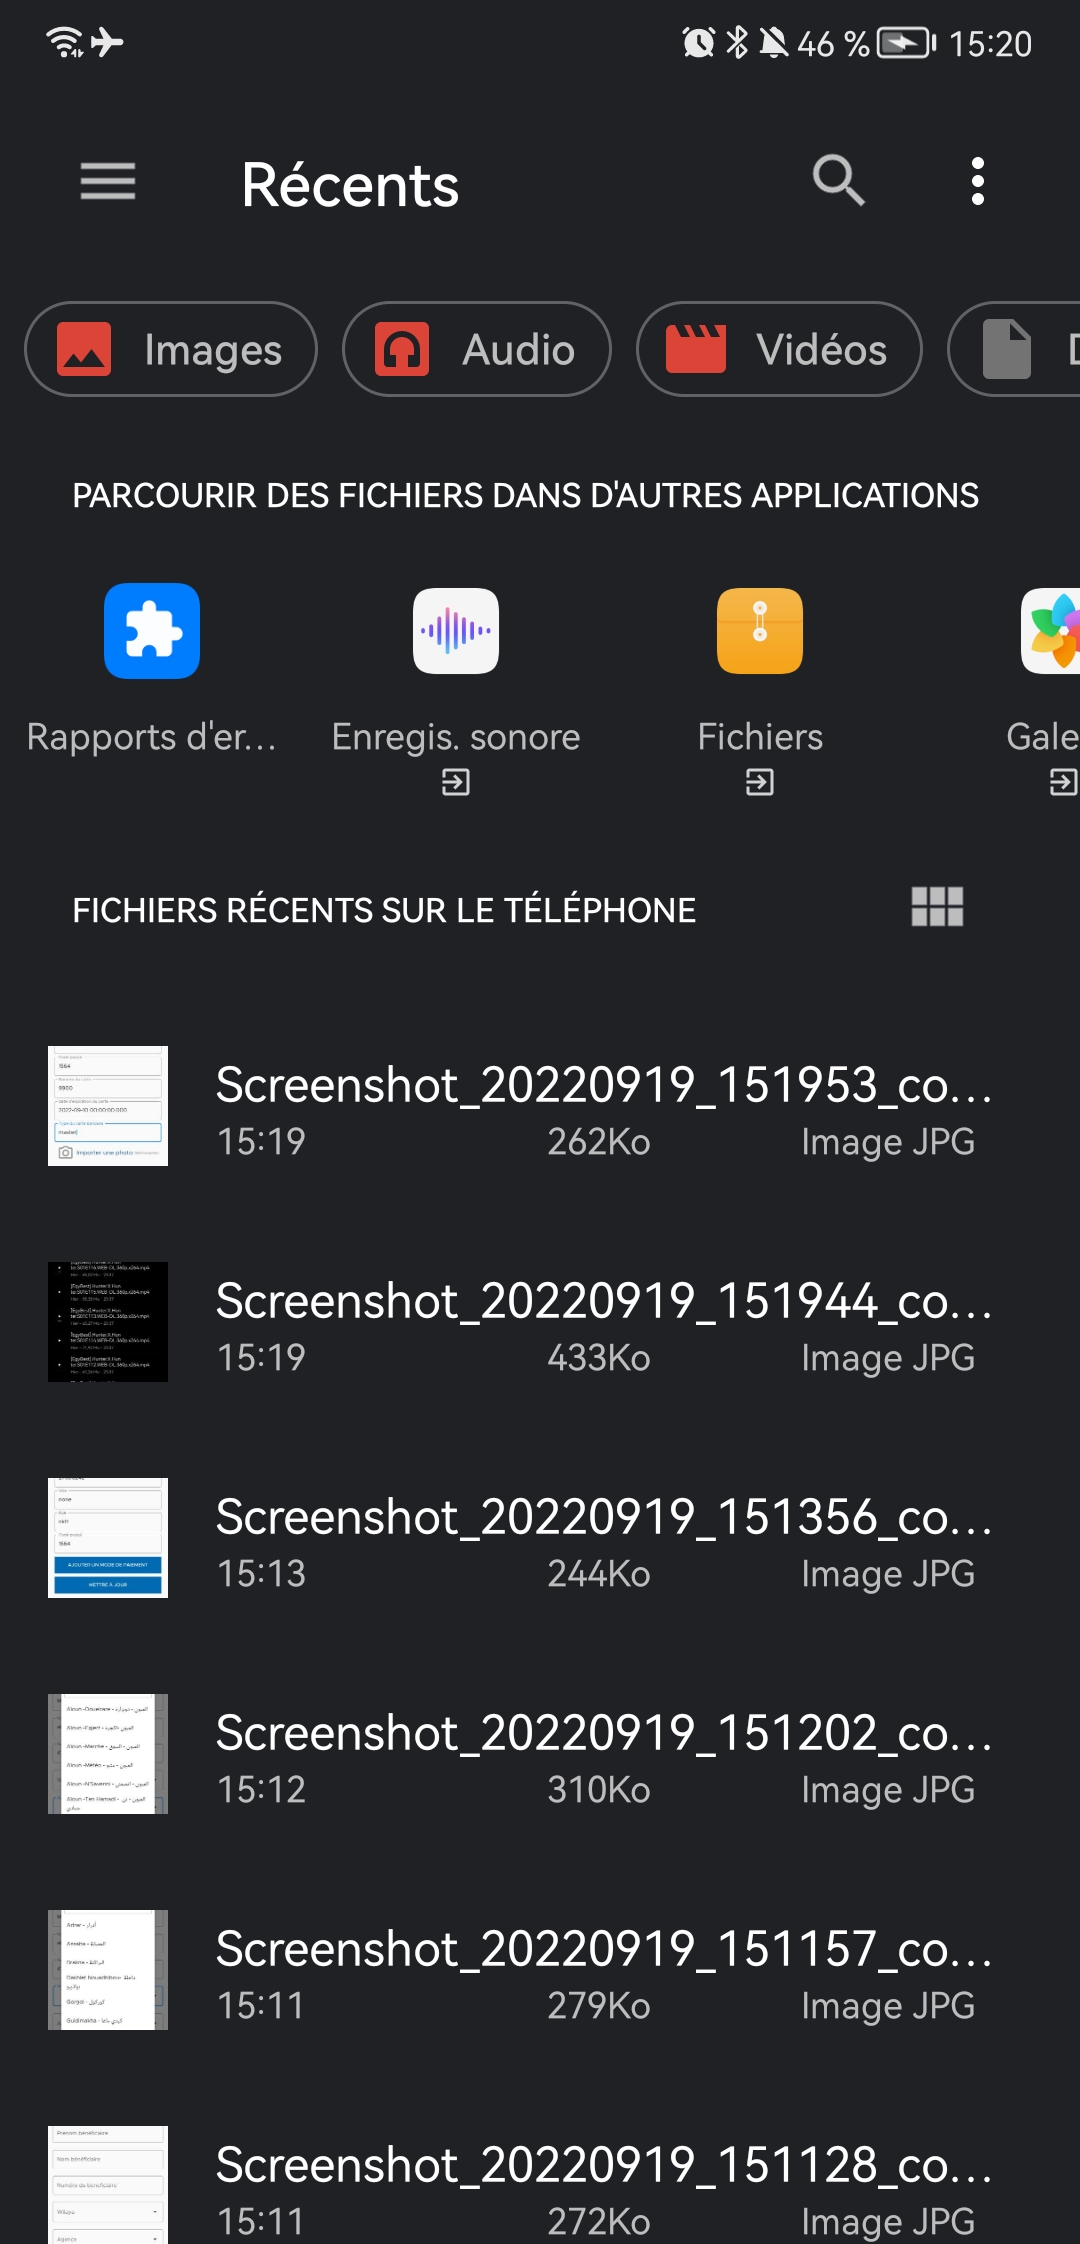 46 % 15:20
Récents
Images Audio Vidéos
PARCOURIR DES FICHIERS DANS D'AUTRES APPLICATIONS
Rapports d'er... Enregis. sonore Fichiers Gale
FICHIERS RÉCENTS SUR LE TÉLÉPHONE
Screenshot_20220919_151953_co...
15:19 262Ko Image JPG
Screenshot_20220919_151944_co...
15:19 433Ko Image JPG
Screenshot_20220919_151356_co...
15:13 244Ko Image JPG
Screenshot_20220919_151202_co...
15:12 310Ko Image JPG
Screenshot_20220919_151157_co...
15:11 279Ko Image JPG
Screenshot_20220919_151128_co...
15:11 272Ko Image JPG